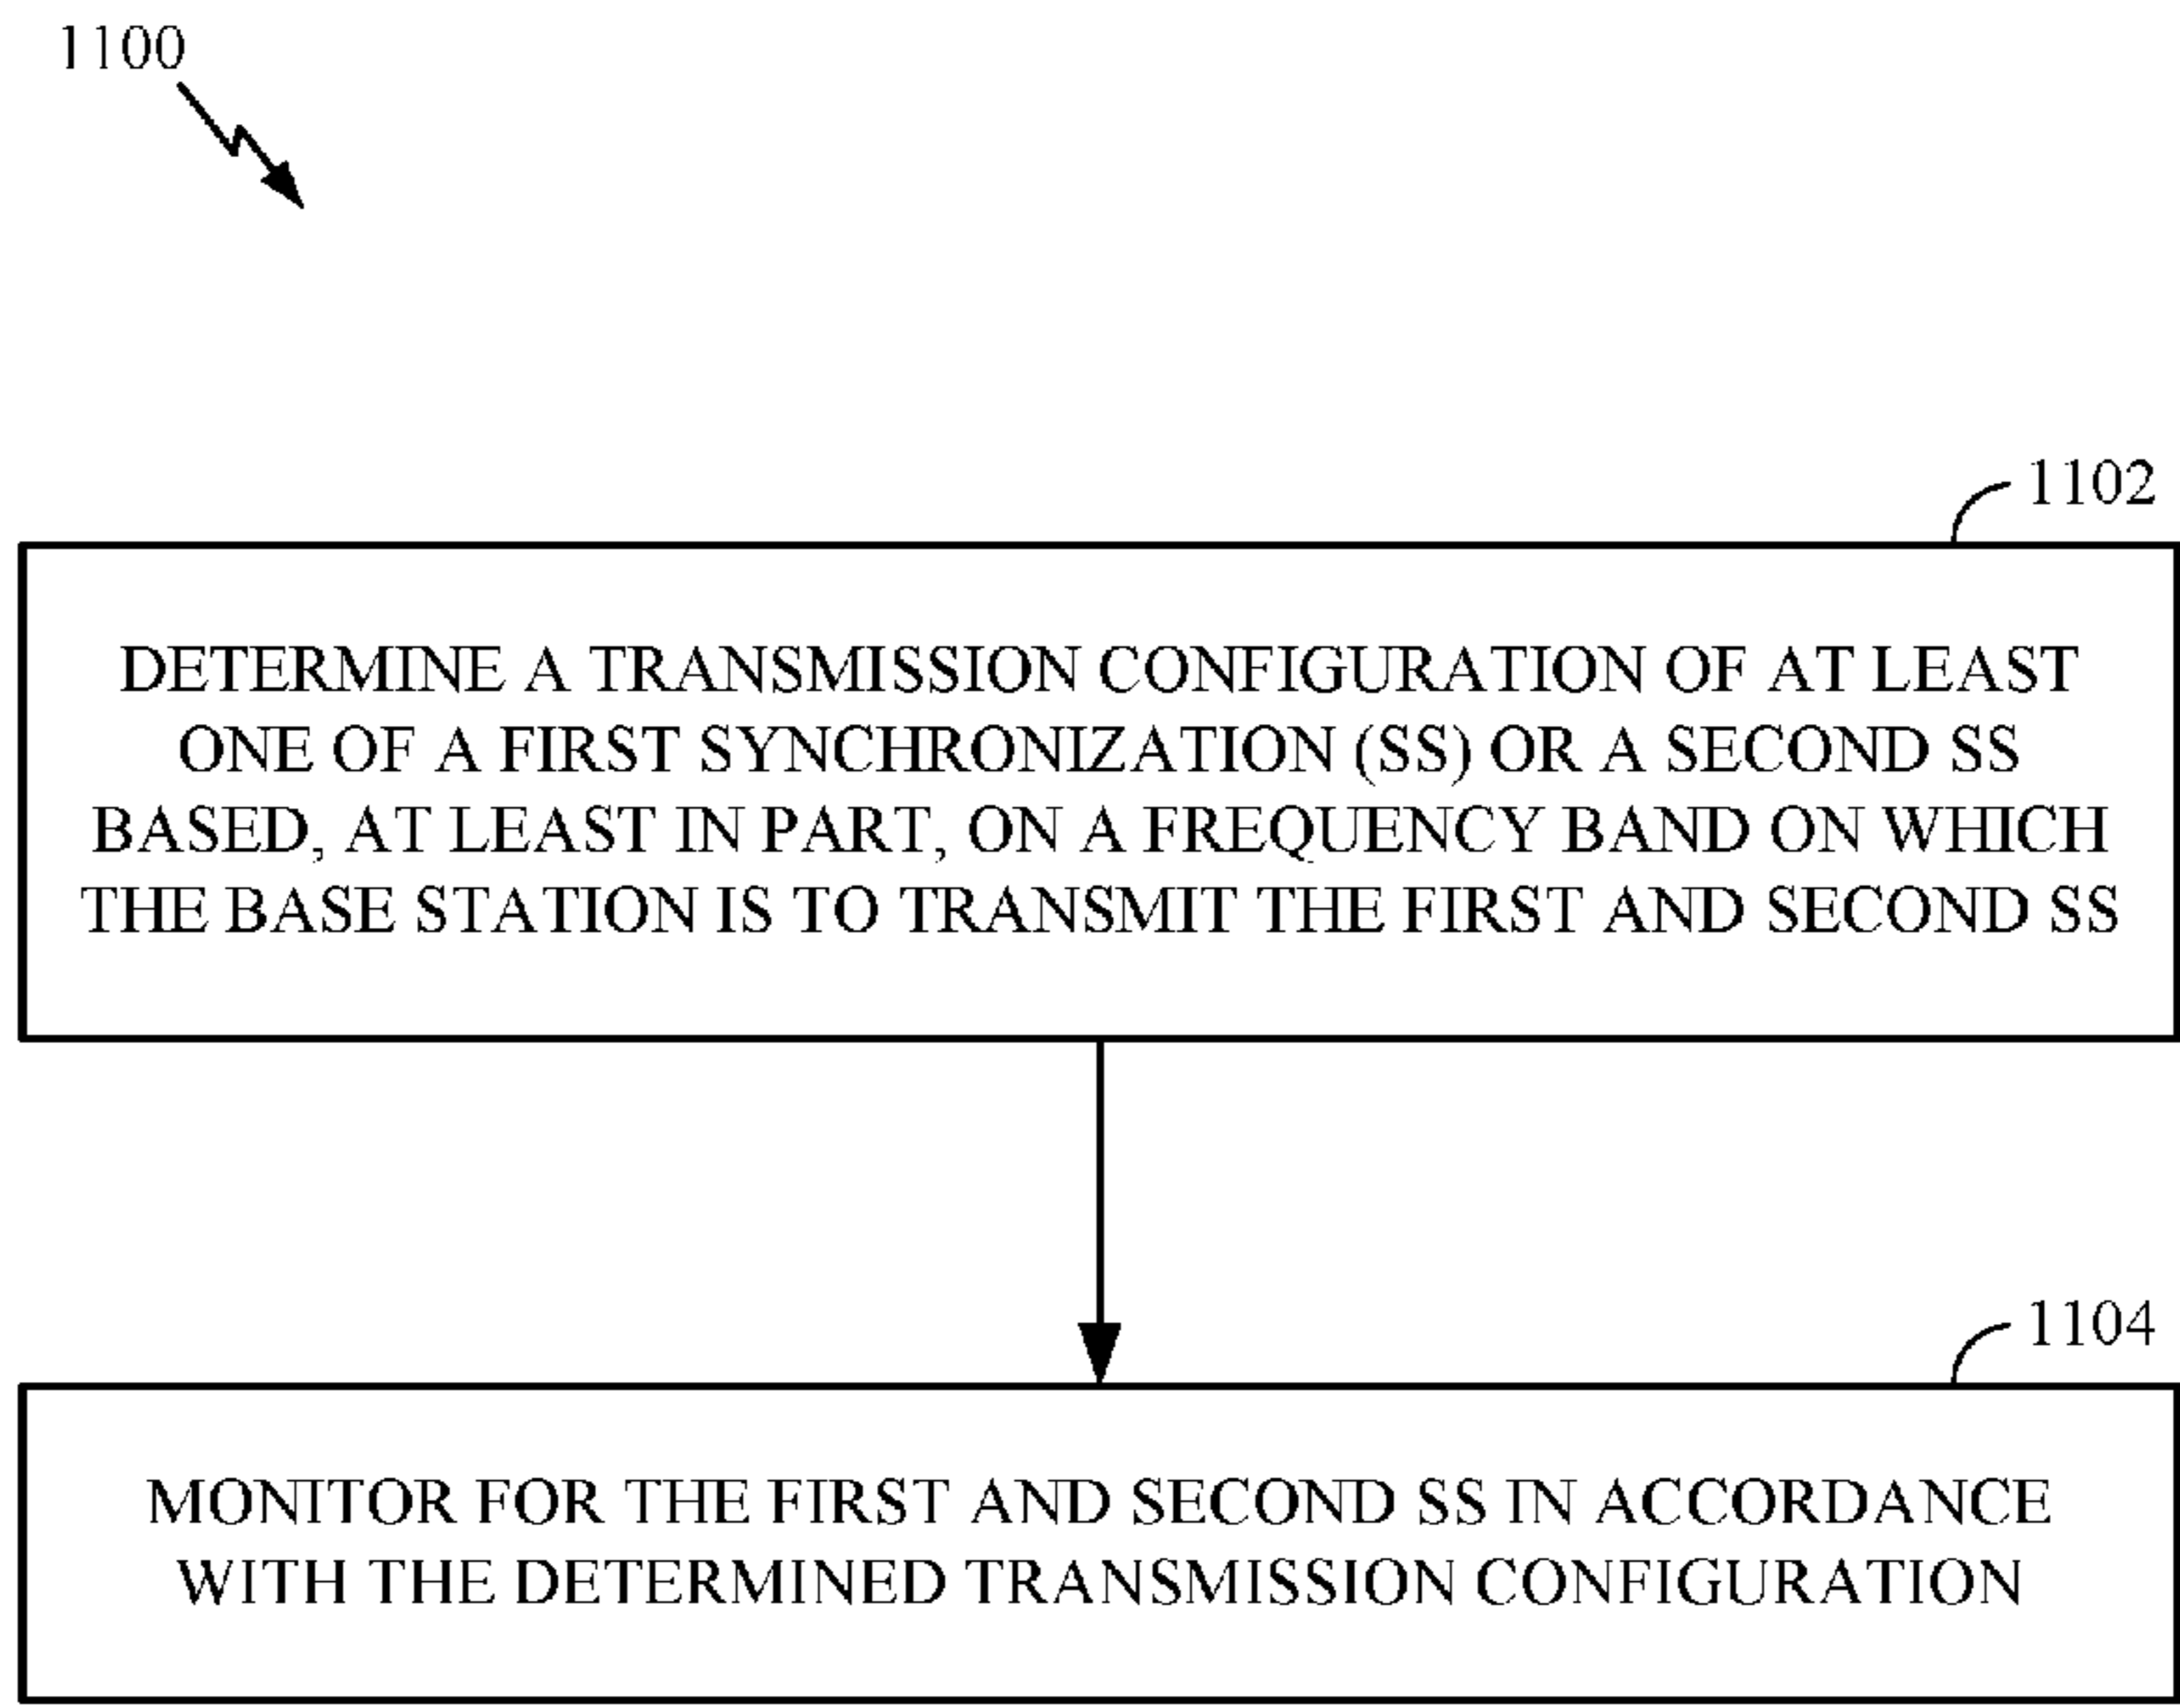 1100
1102
DETERMINE A TRANSMISSION CONFIGURATION OF AT LEAST
ONE OF A FIRST SYNCHRONIZATION (SS) OR A SECOND SS
BASED, AT LEAST IN PART, ON A FREQUENCY BAND ON WHICH
THE BASE STATION IS TO TRANSMIT THE FIRST AND SECOND SS
1104
MONITOR FOR THE FIRST AND SECOND SS IN ACCORDANCE
WITH THE DETERMINED TRANSMISSION CONFIGURATION